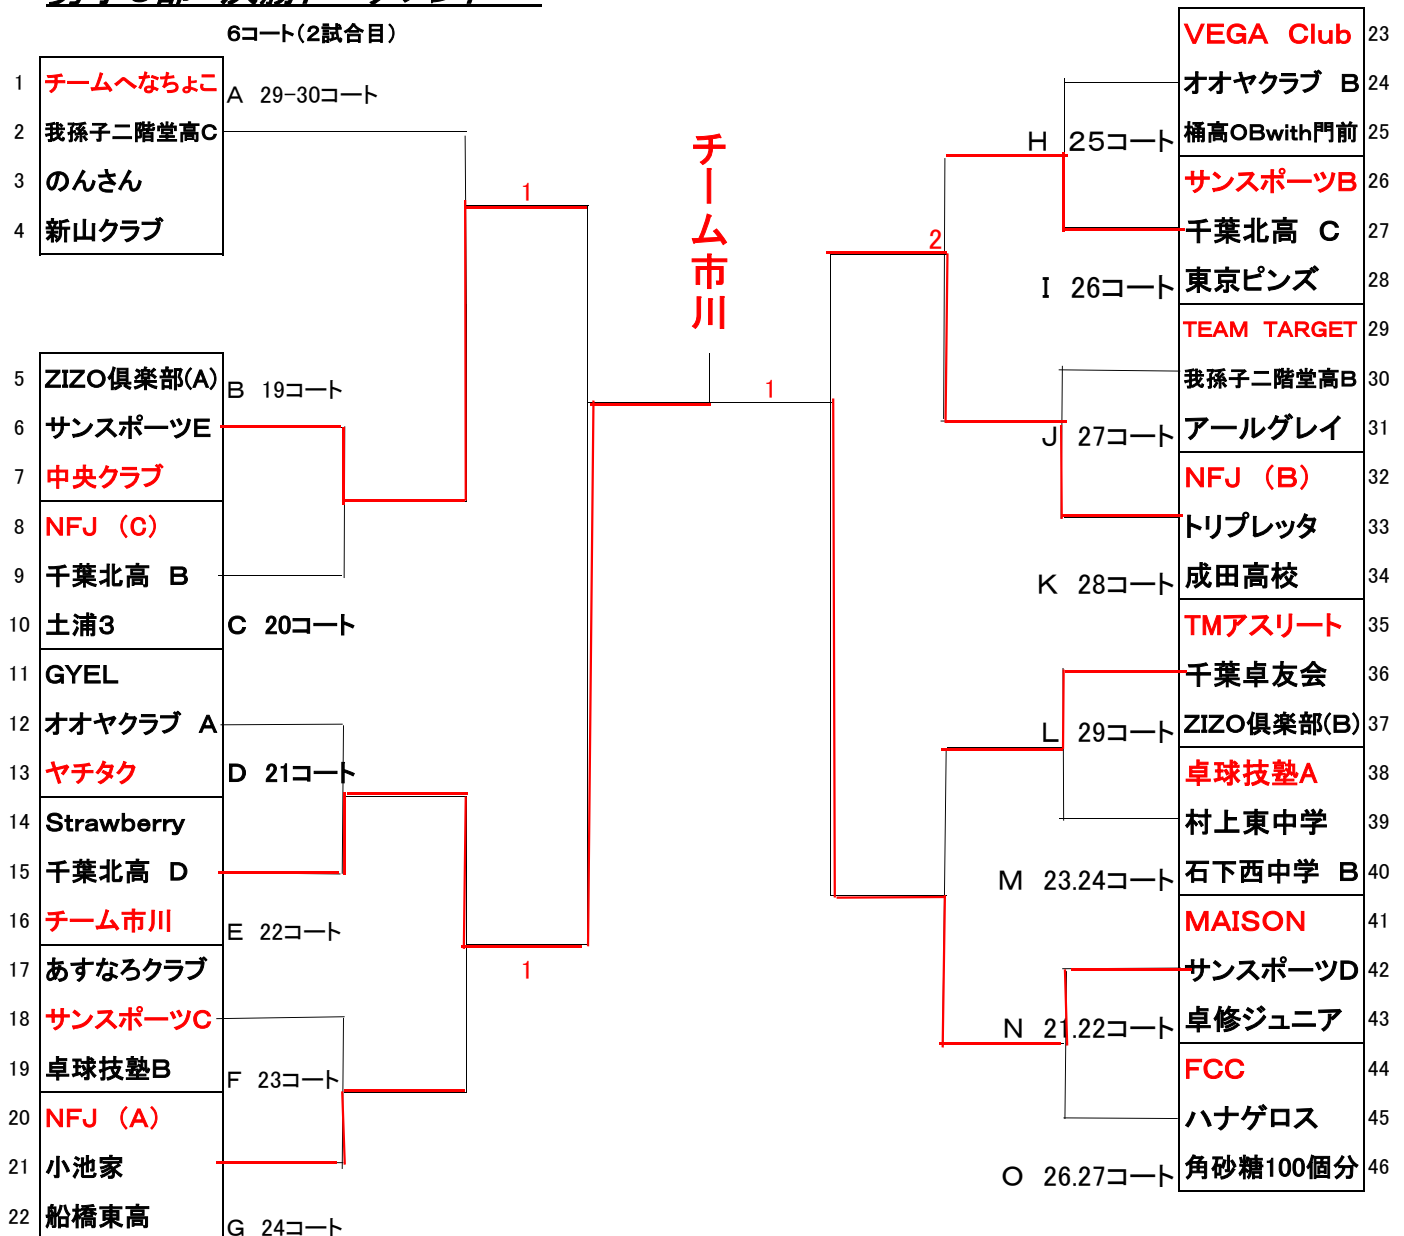 6コート(2試合目)
1 チームへなちょこ
A 29-30コート
2 我孫子二階堂高C
3 のんさん
4 新山クラブ
5 ZIZO倶楽部(A)
B 19コート
6 サンスポーツE
7 中央クラブ
8 NFJ (C)
9 千葉北高 B
10 土浦3
C 20コート
11 GYEL
12 オオヤクラブ A
13 ヤチタク
D 21コート
14 Strawberry
15 千葉北高 D
16 チーム市川
E 22コート
17 あすなろクラブ
18 サンスポーツC
19 卓球技塾B
F 23コート
20 NFJ (A)
21 小池家
22 船橋東高
G 24コート
1
1
チーム市川
1
2
VEGA Club 23
オオヤクラブ B 24
桶高OBwith門前 25
H 25コート
サンスポーツB 26
千葉北高 C 27
東京ピンズ 28
I 26コート
TEAM TARGET 29
我孫子二階堂高B 30
アールグレイ 31
J 27コート
NFJ (B) 32
トリプレッタ 33
成田高校 34
K 28コート
TMアスリート 35
千葉卓友会 36
ZIZO倶楽部(B) 37
L 29コート
卓球技塾A 38
村上東中学 39
石下西中学 B 40
M 23.24コート
MAISON 41
サンスポーツD 42
卓修ジュニア 43
N 21.22コート
FCC 44
ハナゲロス 45
角砂糖100個分 46
O 26.27コート